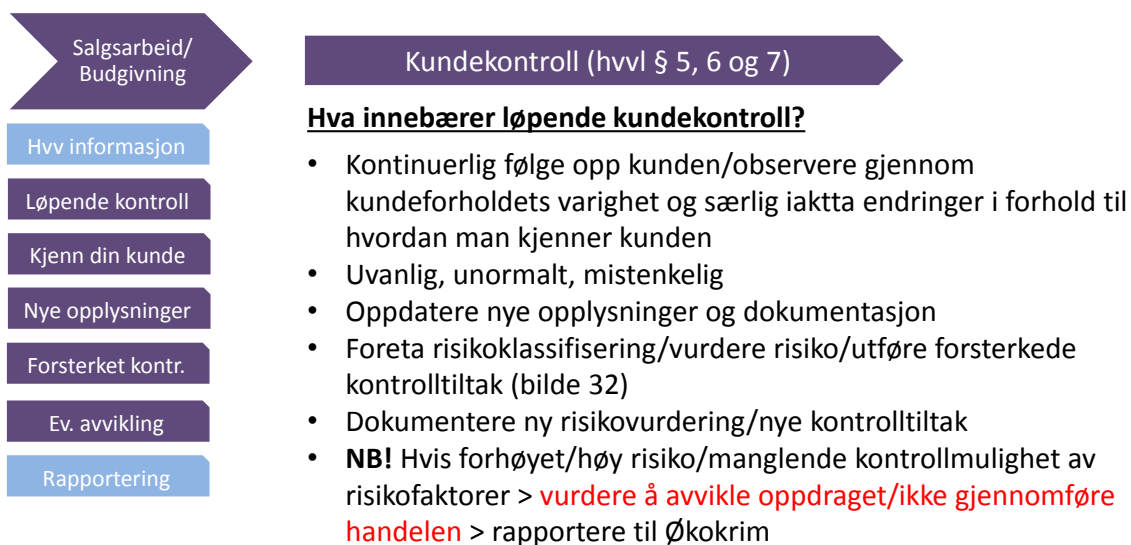 Salgsarbeid/
Budgivning
Hvv informasjon
Løpende kontroll
Kjenn din kunde
Nye opplysninger
Forsterket kontr.
Ev. avvikling
Rapportering
Kundekontroll (hvvl § 5, 6 og 7)
Hva innebærer løpende kundekontroll?
• Kontinuerlig følge opp kunden/observere gjennom
kundeforholdets varighet og særlig iaktta endringer i forhold til
hvordan man kjenner kunden
• Uvanlig, unormalt, mistenkelig
• Oppdatere nye opplysninger og dokumentasjon
• Foreta risikoklassifisering/vurdere risiko/utføre forsterkede
kontrolltiltak (bilde 32)
• Dokumentere ny risikovurdering/nye kontrolltiltak
• NB! Hvis forhøyet/høy risiko/manglende kontrollmulighet av
risikofaktorer > vurdere å avvikle oppdraget/ikke gjennomføre
handelen > rapportere til Økokrim